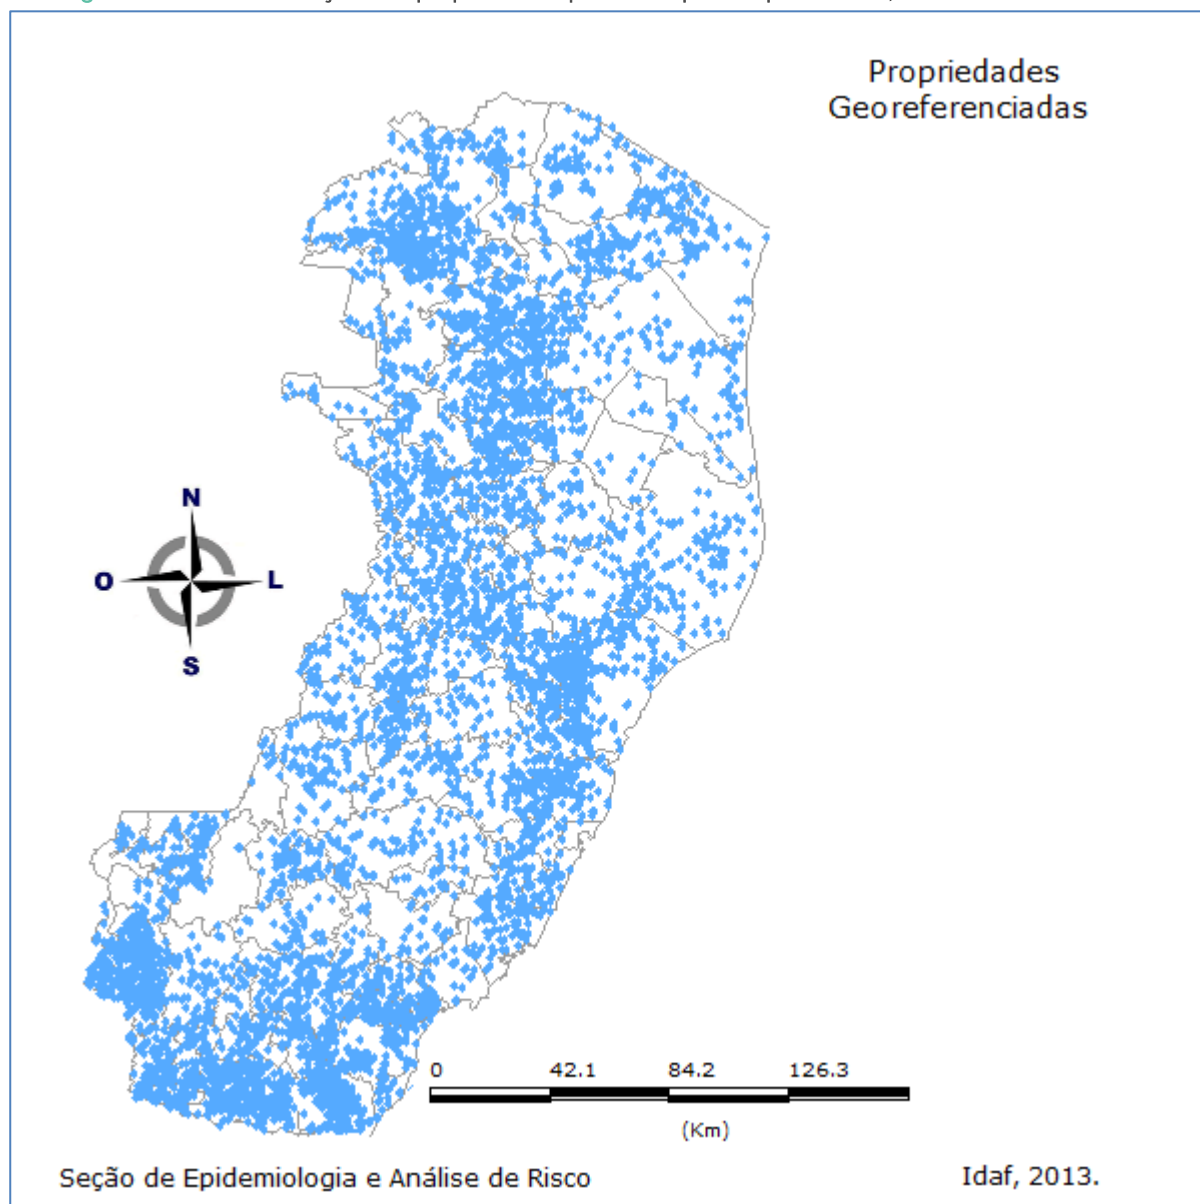 Propriedades
Georeferenciadas
N
O
L
S
0 42.1 84.2 126.3
(Km)
Seção de Epidemiologia e Análise de Risco
Idaf, 2013.